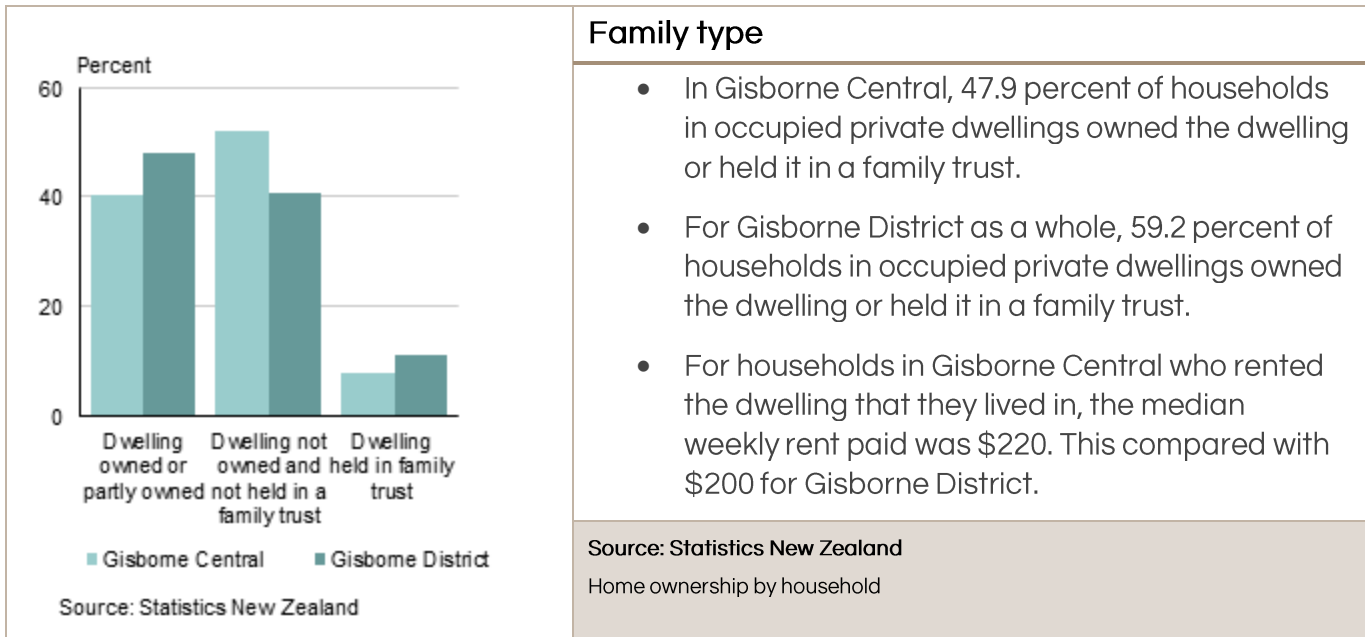 Percent
60
40
20
0
Dwelling owned or partly owned
Dwelling not owned and not held in a family trust
Dwelling held in family trust
Gisborne Central
Gisborne District
Source: Statistics New Zealand
Family type
• In Gisborne Central, 47.9 percent of households
in occupied private dwellings owned the dwelling
or held it in a family trust.
• For Gisborne District as a whole, 59.2 percent of
households in occupied private dwellings owned
the dwelling or held it in a family trust.
• For households in Gisborne Central who rented
the dwelling that they lived in, the median
weekly rent paid was $220. This compared with
$200 for Gisborne District.
Source: Statistics New Zealand
Home ownership by household